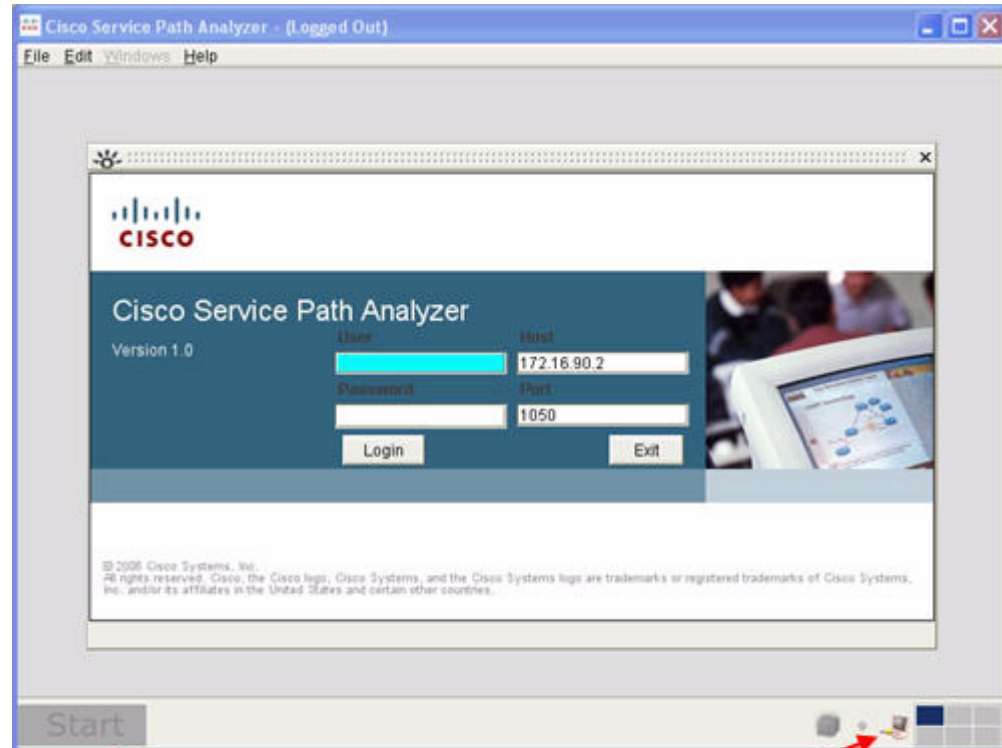 Cisco Service Path Analyzer - (Logged Out)
File Edit Windows Help
CISCO
Cisco Service Path Analyzer
Version 1.0
User
Host
172.16.90.2
Password
Port
1050
Login
Exit
© 2008 Cisco Systems, Inc.
All rights reserved. Cisco, the Cisco logo, Cisco Systems, and the Cisco Systems logo are trademarks or registered trademarks of Cisco Systems,
Inc. and/or its affiliates in the United States and certain other countries.
Start